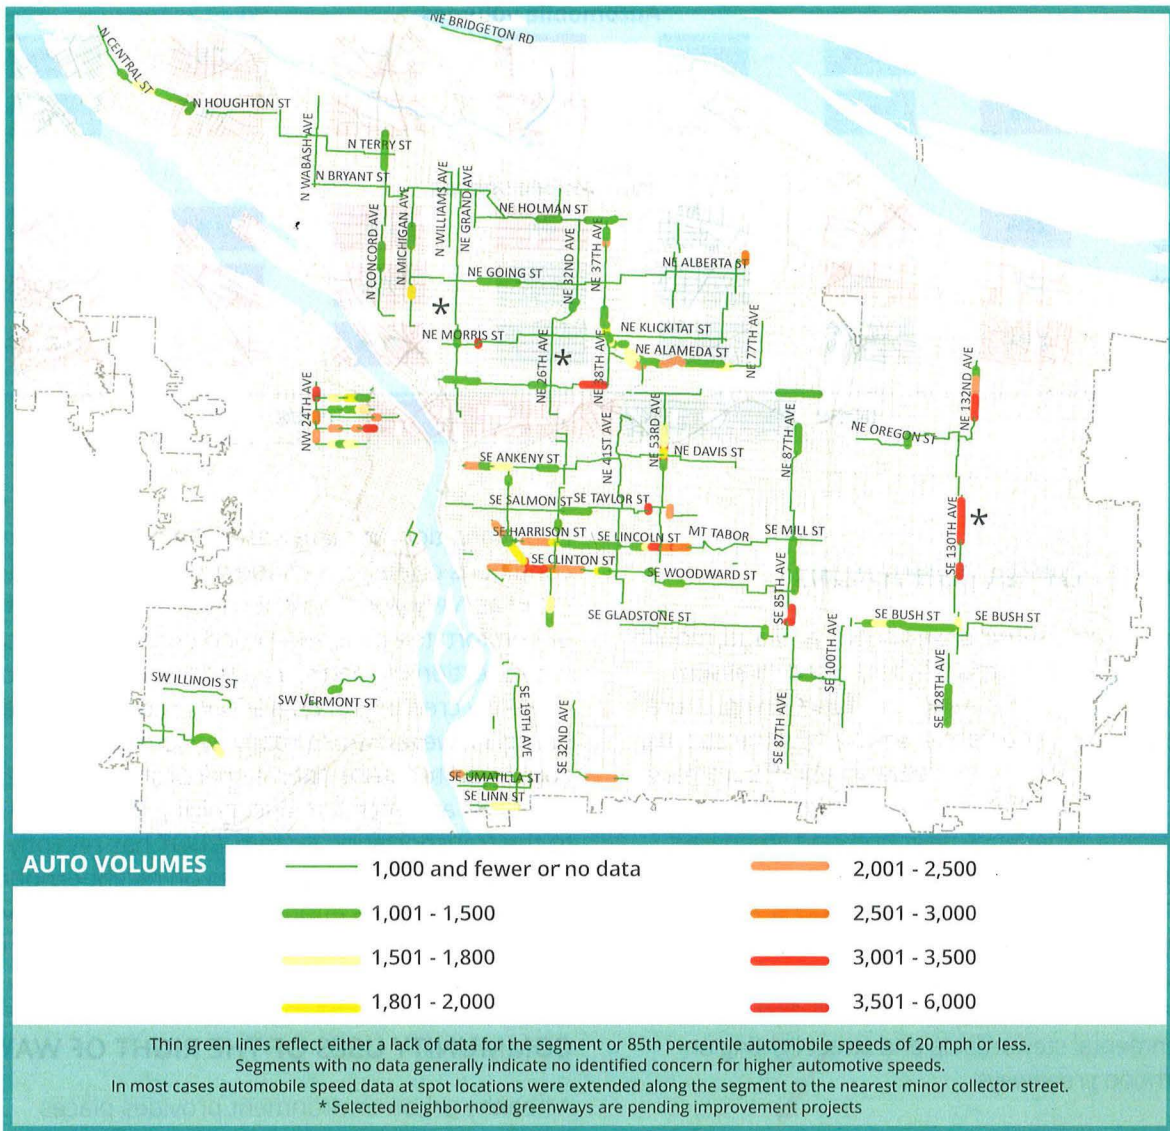 NE BRIDGETON RD
N CENTRAL ST
N HOUGHTON ST
N WABASH AVE
N TERRY ST
N BRYANT ST
N CONCORD AVE
N MICHIGAN AVE
N WILLIAMS AVE
NE GRAND AVE
NE HOLMAN ST
NE 32ND AVE
NE 37TH AVE
NE ALBERTA ST
NE GOING ST
*
NE MORRIS ST
NE 26TH AVE
*
NE 38TH AVE
NE KLICKITAT ST
NE ALAMEDA ST
NE 77TH AVE
NW 24TH AVE
NE 41ST AVE
NE 53RD AVE
NE DAVIS ST
NE 87TH AVE
NE OREGON ST
NE 132ND AVE
SE ANKENY ST
SE SALMON ST
SE TAYLOR ST
SE HARRISON ST
SE LINCOLN ST
MT TABOR
SE MILL ST
SE 130TH AVE
*
SE CLINTON ST
SE WOODWARD ST
SE 85TH AVE
SE GLADSTONE ST
SE 100TH AVE
SE BUSH ST
SE BUSH ST
SW ILLINOIS ST
SW VERMONT ST
SE 19TH AVE
SE 32ND AVE
SE 87TH AVE
SE 128TH AVE
SE UMATILLA ST
SE LINN ST
AUTO VOLUMES
1,000 and fewer or no data
1,001 - 1,500
1,501 - 1,800
1,801 - 2,000
2,001 - 2,500
2,501 - 3,000
3,001 - 3,500
3,501 - 6,000
Thin green lines reflect either a lack of data for the segment or 85th percentile automobile speeds of 20 mph or less.
Segments with no data generally indicate no identified concern for higher automotive speeds.
In most cases automobile speed data at spot locations were extended along the segment to the nearest minor collector street.
* Selected neighborhood greenways are pending improvement projects